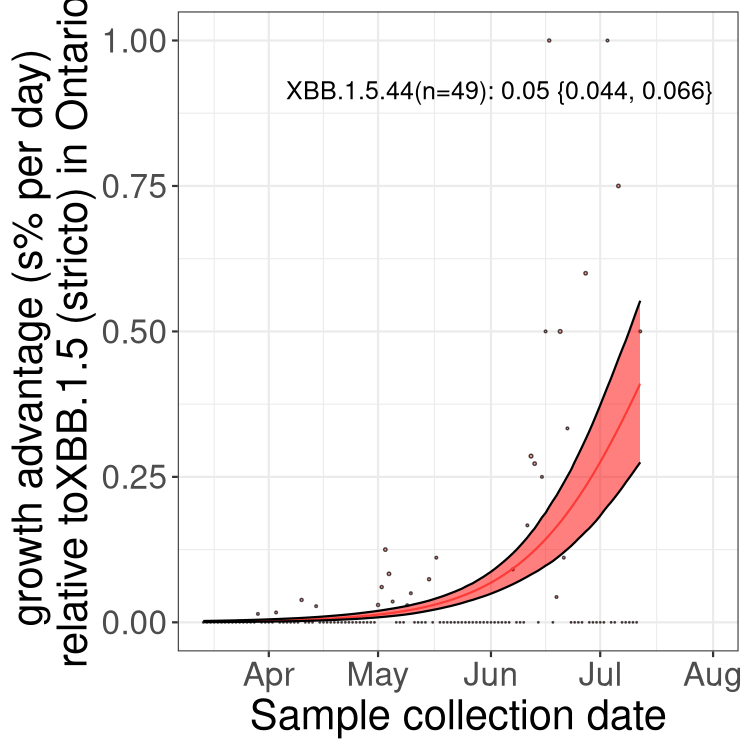 growth advantage (s% per day)
relative toXBB.1.5 (stricto) in Ontario
1.00
0.75
0.50
0.25
0.00
XBB.1.5.44(n=49): 0.05 {0.044, 0.066}
Apr
May
Jun
Jul
Aug
Sample collection date